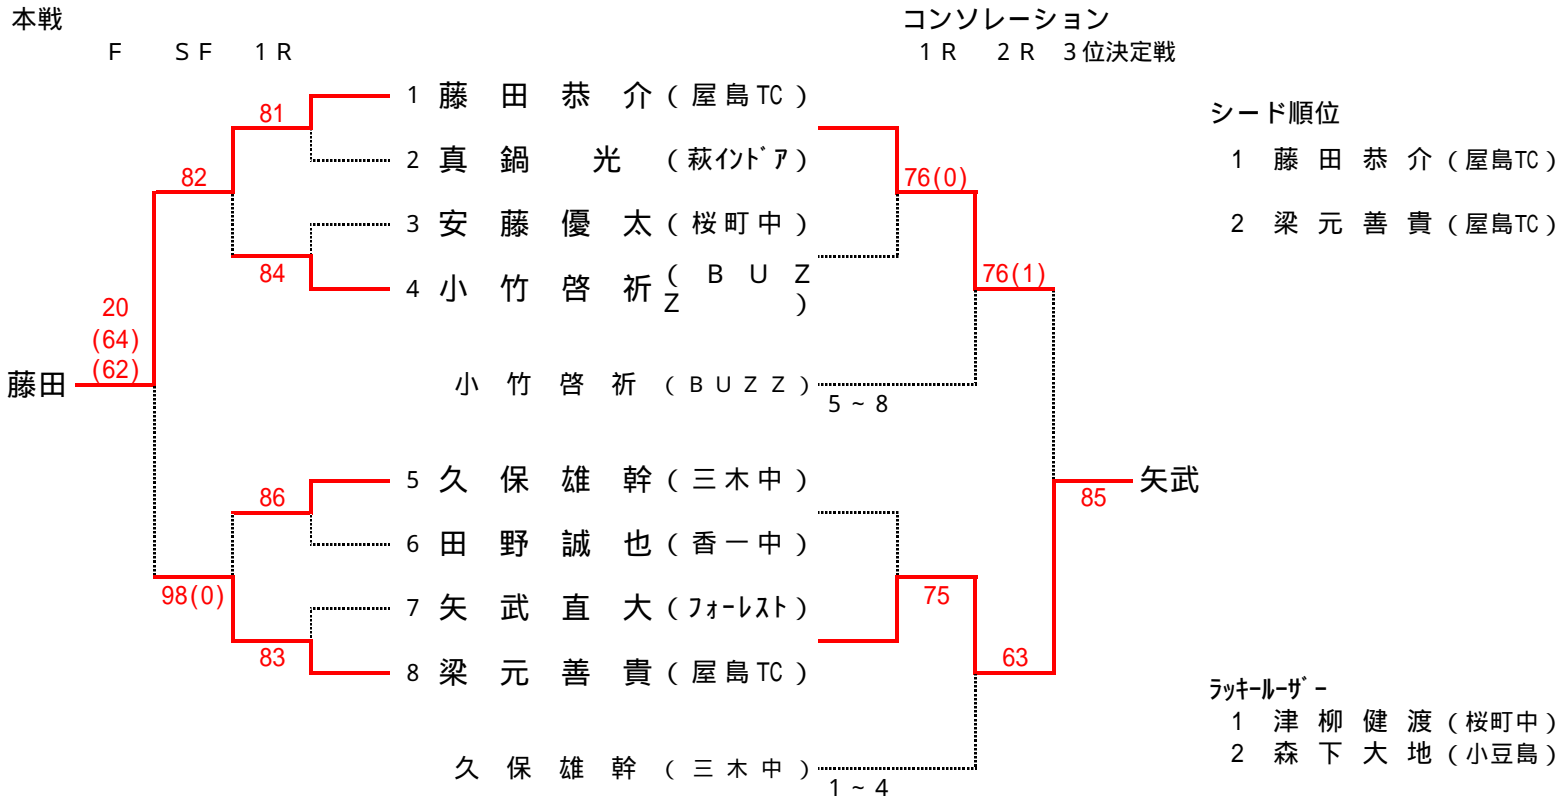 本戦
コンソレーション
F SF 1R
1R 2R 3位決定戦
1 藤田恭介(屋島TC)
81
シード順位
2 真鍋光(萩インドア)
1 藤田恭介(屋島TC)
82
76(0)
3 安藤優太(桜町中)
2 梁元善貴(屋島TC)
84
4 小竹啓祈(BUZ
Z)
76(1)
20
(64)
(62)
藤田
小竹啓祈(BUZZ)
5~8
5 久保雄幹(三木中)
86
85
矢武
6 田野誠也(香一中)
98(0)
75
7 矢武直大(フォーレスト)
83
63
8 梁元善貴(屋島TC)
ラッキールーザー
1 津柳健渡(桜町中)
2 森下大地(小豆島)
久保雄幹(三木中)
1~4